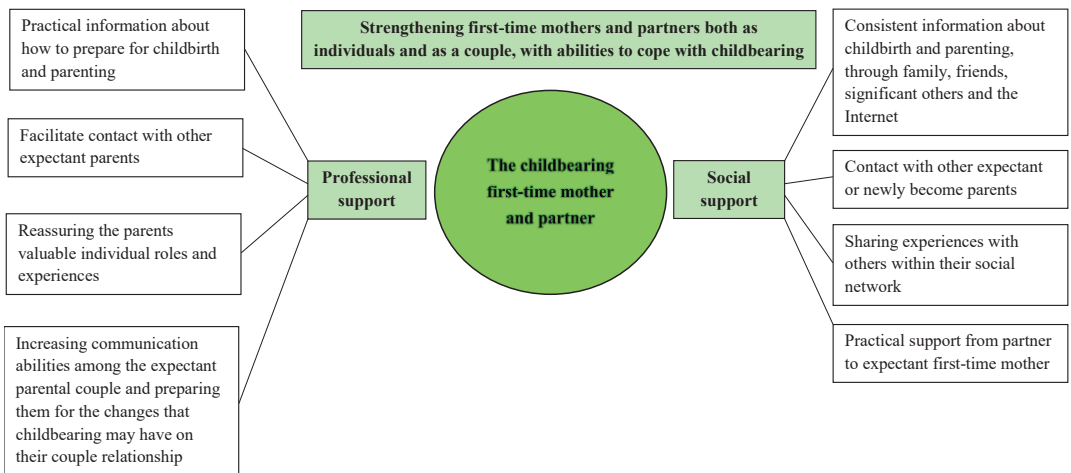 Practical information about
how to prepare for childbirth
and parenting
Facilitate contact with other
expectant parents
Reassuring the parents
valuable individual roles and
experiences
Increasing communication
abilities among the expectant
parental couple and preparing
them for the changes that
childbearing may have on
their couple relationship
Professional
support
Strengthening first-time mothers and partners both as
individuals and as a couple, with abilities to cope with childbearing
The childbearing
first-time mother
and partner
Social
support
Consistent information about
childbirth and parenting,
through family, friends,
significant others and the
Internet
Contact with other expectant
or newly become parents
Sharing experiences with
others within their social
network
Practical support from partner
to expectant first-time mother